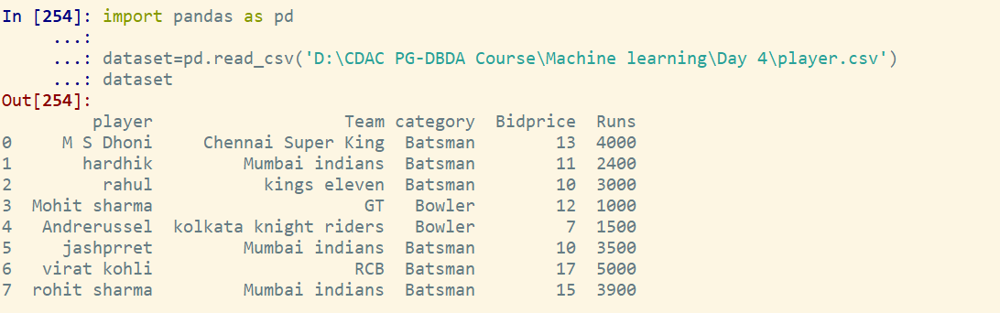 In [254]: import pandas as pd
     ...:
     ...: dataset=pd.read_csv('D:\CDAC PG-DBDA Course\Machine learning\Day 4\player.csv')
     ...: dataset
Out[254]:
         player                   Team category  Bidprice  Runs
0     M S Dhoni     Chennai Super King  Batsman        13  4000
1       hardhik         Mumbai indians  Batsman        11  2400
2         rahul           kings eleven  Batsman        10  3000
3  Mohit sharma                     GT   Bowler        12  1000
4   Andrerussel  kolkata knight riders   Bowler         7  1500
5     jashprret         Mumbai indians  Batsman        10  3500
6   virat kohli                    RCB  Batsman        17  5000
7  rohit sharma         Mumbai indians  Batsman        15  3900